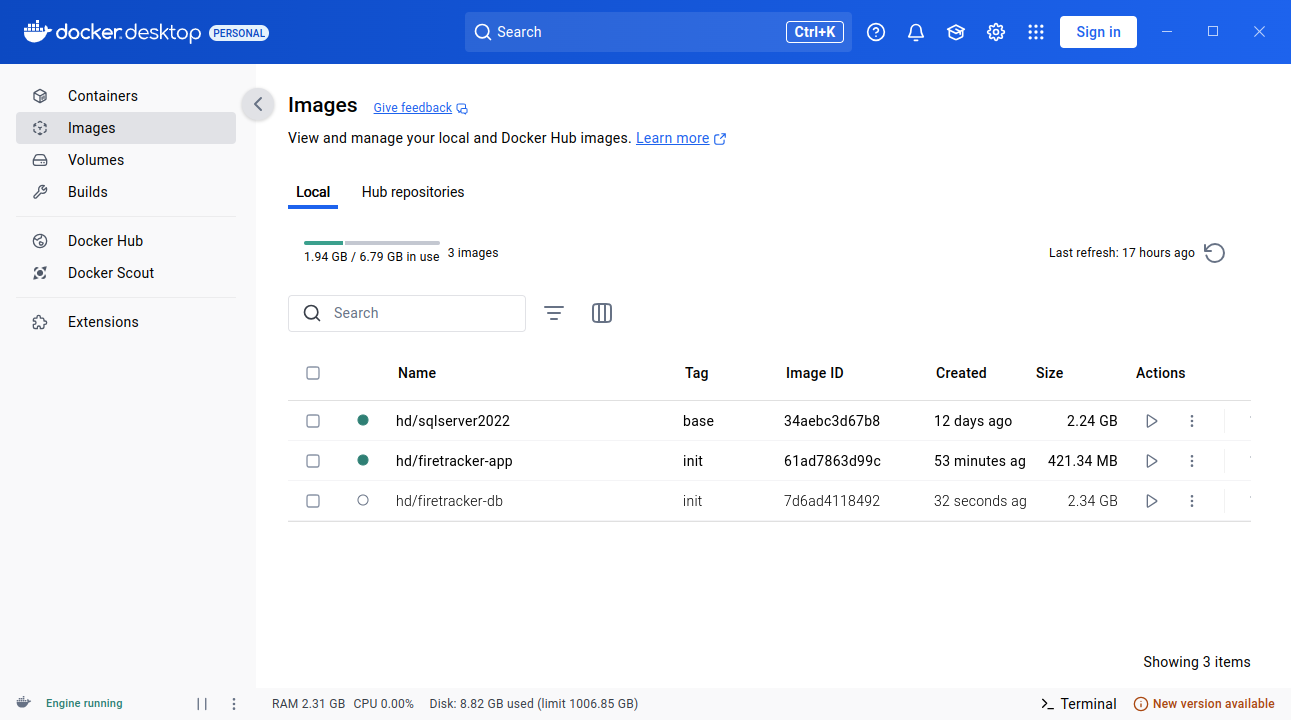 docker.desktop PERSONAL
Search Ctrl+K
Sign in
Containers
Images
Volumes
Builds
Docker Hub
Docker Scout
Extensions
Images Give feedback
View and manage your local and Docker Hub images. Learn more
Local Hub repositories
1.94 GB / 6.79 GB in use 3 images
Last refresh: 17 hours ago
Search
Name Tag Image ID Created Size Actions
hd/sqlserver2022 base 34aebc3d67b8 12 days ago 2.24 GB
hd/firetracker-app init 61ad7863d99c 53 minutes ag 421.34 MB
hd/firetracker-db init 7d6ad4118492 32 seconds ag 2.34 GB
Showing 3 items
Engine running
RAM 2.31 GB CPU 0.00% Disk: 8.82 GB used (limit 1006.85 GB)
Terminal
New version available